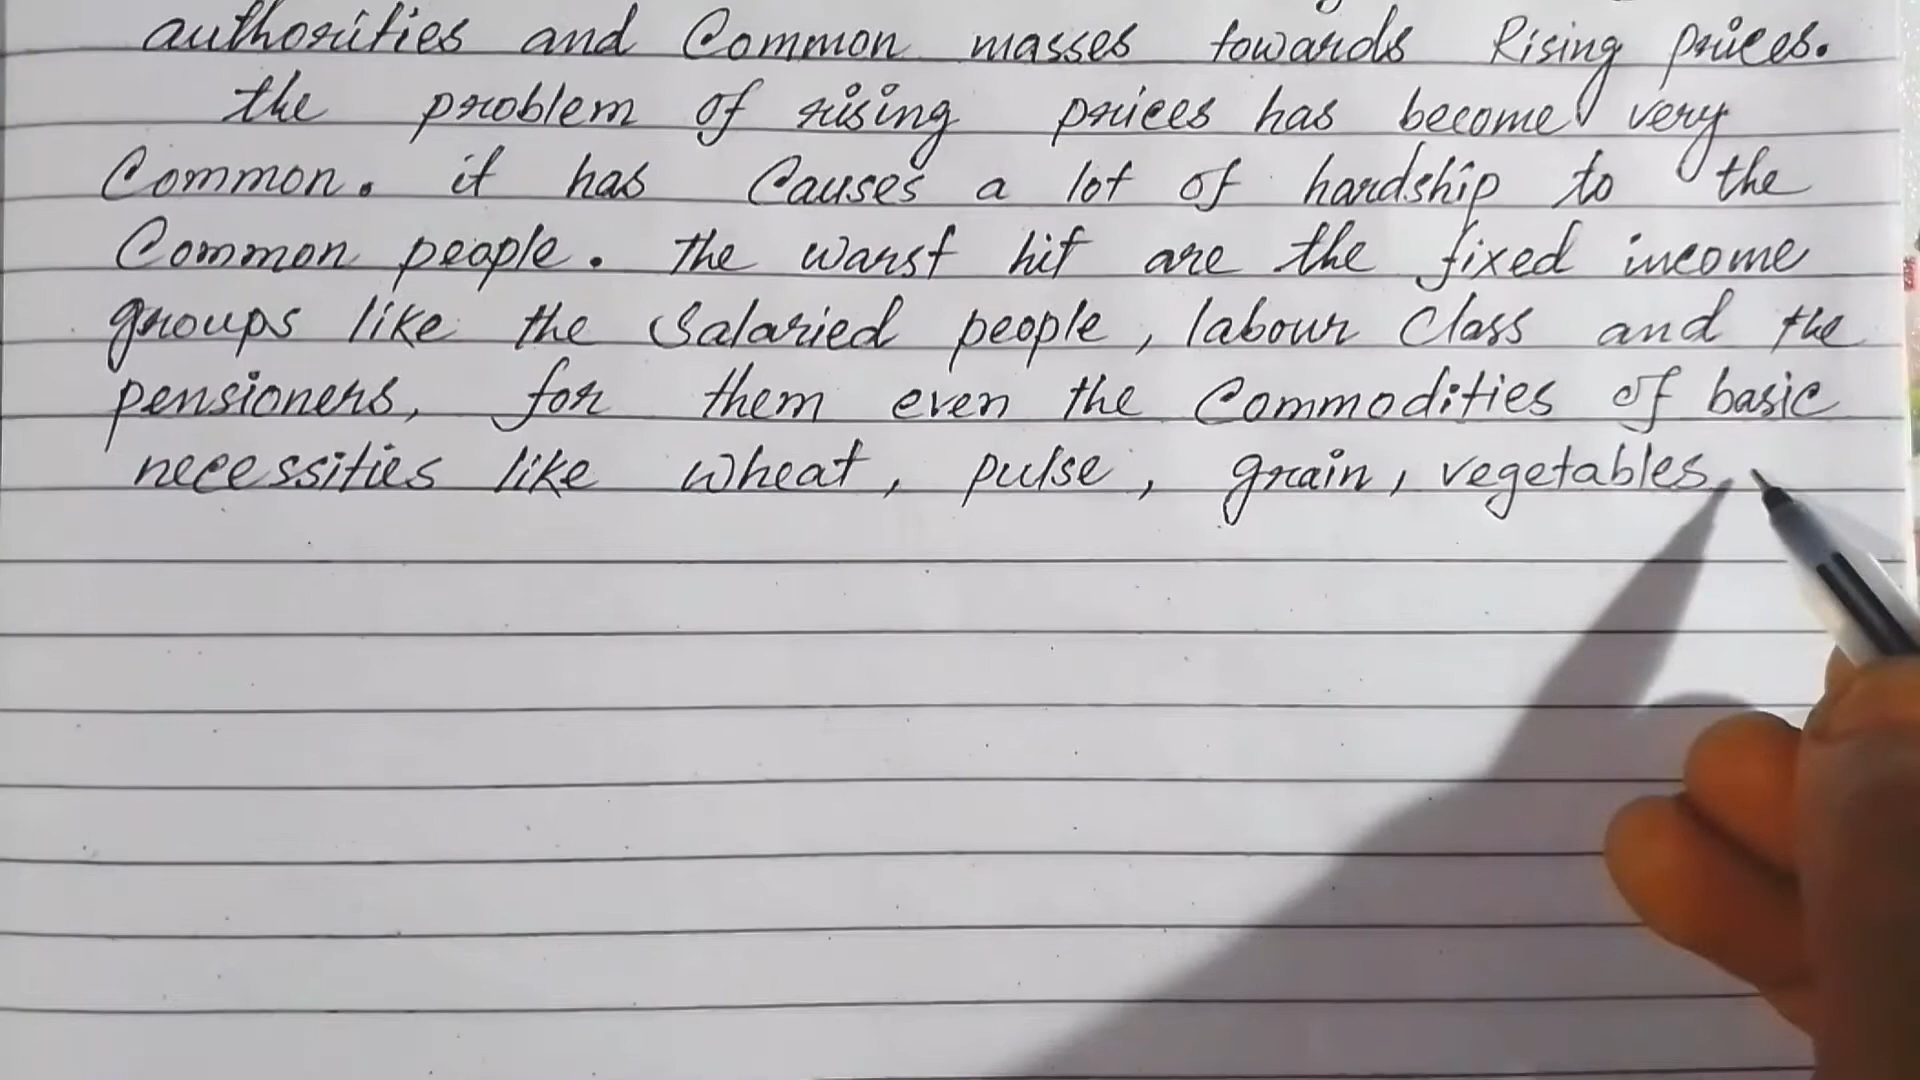 authorities and Common masses towards Rising prices.
the problem of rising prices has become very
Common. it has Causes a lot of hardship to the
Common people. The warst hit are the fixed income
groups like the Salaried people, labour Class and the
pensioners, for them even the Commodities of basic
necessities like wheat, pulse, grain, vegetables